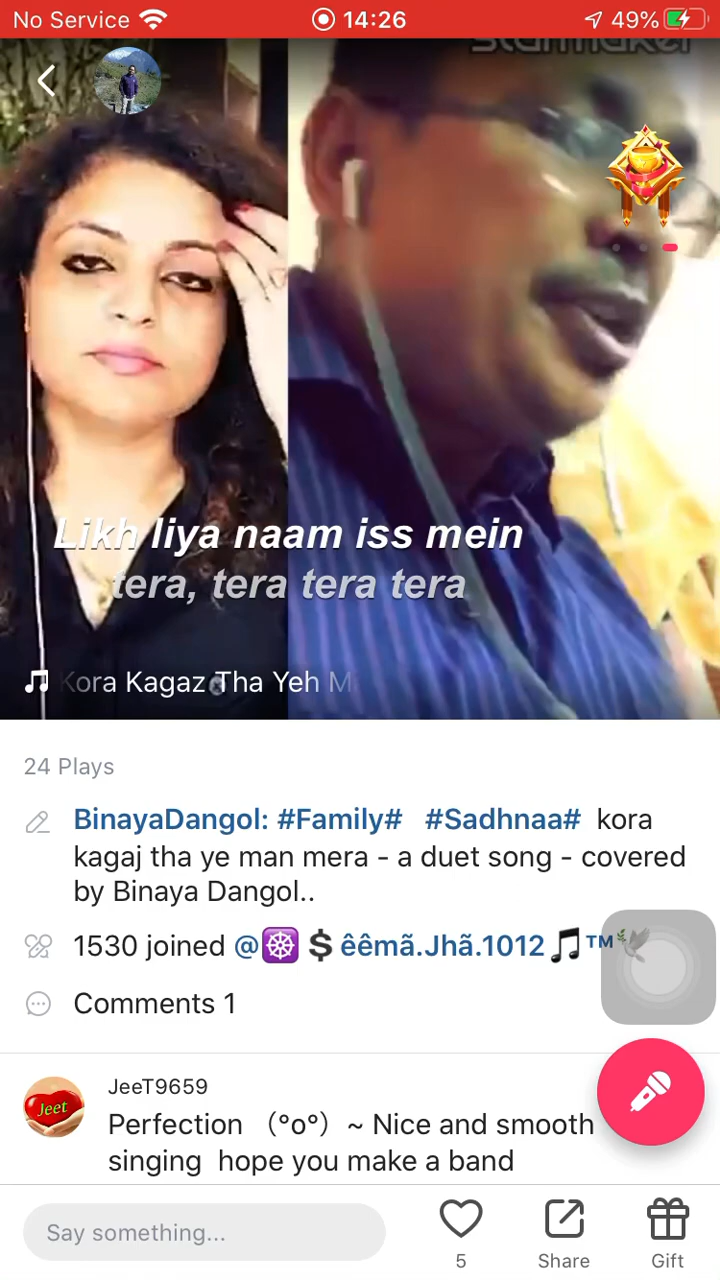 No Service 14:26 49%
StarMaker
Likh liya naam iss mein
tera, tera tera tera
Kora Kagaz Tha Yeh M
24 Plays
BinayaDangol: #Family# #Sadhnaa# kora
kagaj tha ye man mera - a duet song - covered
by Binaya Dangol..
1530 joined @☸️💲êêmã.Jhã.1012🎵™🕊️
Comments 1
JeeT9659
Jeet
Perfection （°o°）~ Nice and smooth
singing hope you make a band
Say something...
5
Share
Gift